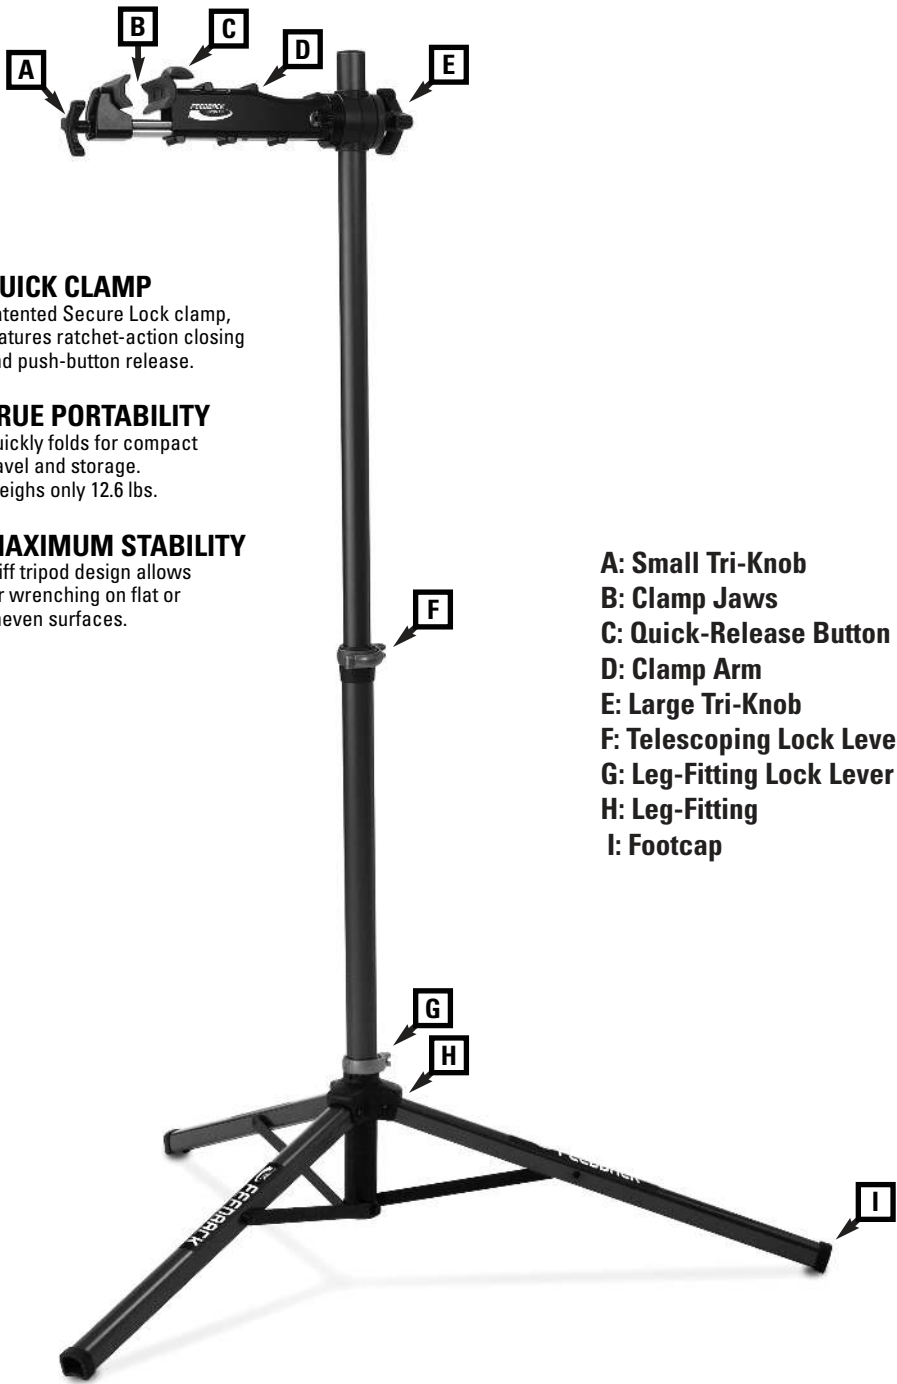 B
C
D
A
E
FEEDBACK
UICK CLAMP
tented Secure Lock clamp,
atures ratchet-action closing
d push-button release.
RUE PORTABILITY
uickly folds for compact
avel and storage.
eighs only 12.6 lbs.
MAXIMUM STABILITY
iff tripod design allows
r wrenching on flat or
neven surfaces.
F
A: Small Tri-Knob
B: Clamp Jaws
C: Quick-Release Button
D: Clamp Arm
E: Large Tri-Knob
F: Telescoping Lock Leve
G: Leg-Fitting Lock Lever
H: Leg-Fitting
I: Footcap
G
H
FEEDBACK
FEEDBACK
I